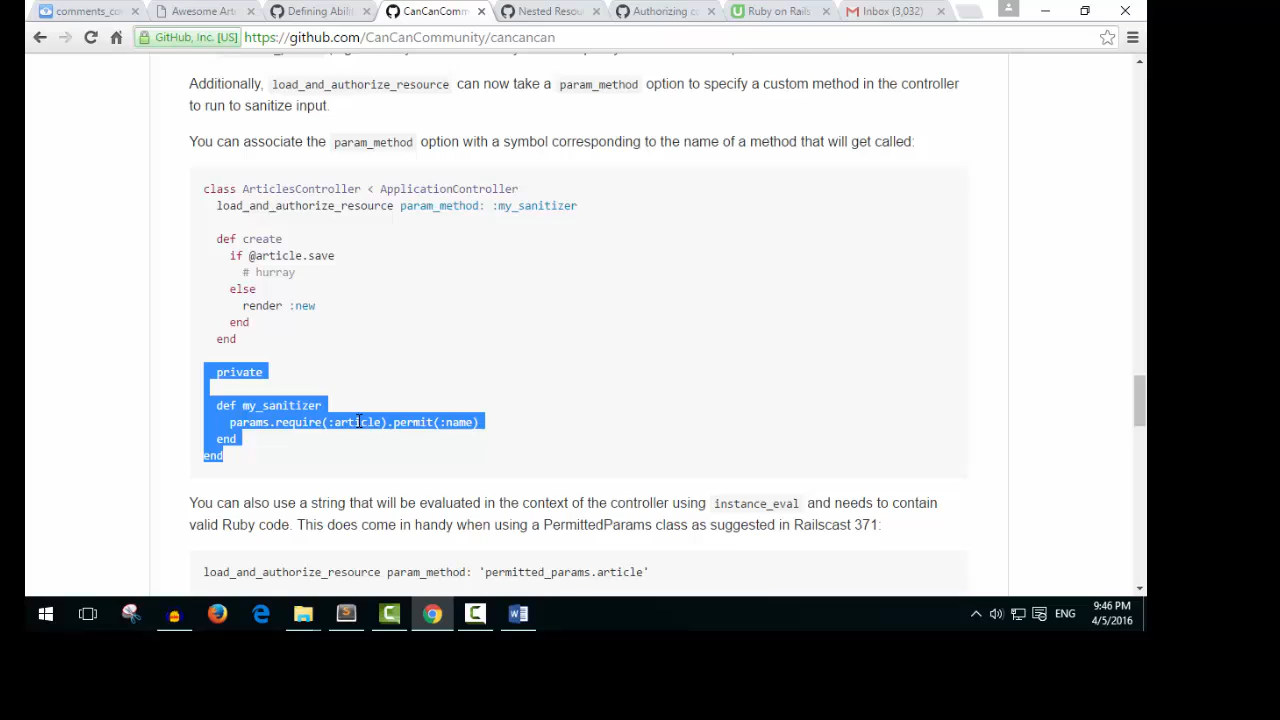 comments_co
Awesome Art
Defining Abili
CanCanComm
Nested Resou
Authorizing c
Ruby on Rails
Inbox (3,032)
GitHub, Inc. [US] https://github.com/CanCanCommunity/cancancan
Additionally, load_and_authorize_resource can now take a param_method option to specify a custom method in the controller
to run to sanitize input.
You can associate the param_method option with a symbol corresponding to the name of a method that will get called:
class ArticlesController < ApplicationController
load_and_authorize_resource param_method: :my_sanitizer
def create
if @article.save
# hurray
else
render :new
end
end
private
def my_sanitizer
params.require(:article).permit(:name)
end
end
You can also use a string that will be evaluated in the context of the controller using instance_eval and needs to contain
valid Ruby code. This does come in handy when using a PermittedParams class as suggested in Railscast 371:
load_and_authorize_resource param_method: 'permitted_params.article'
ENG
9:46 PM
4/5/2016